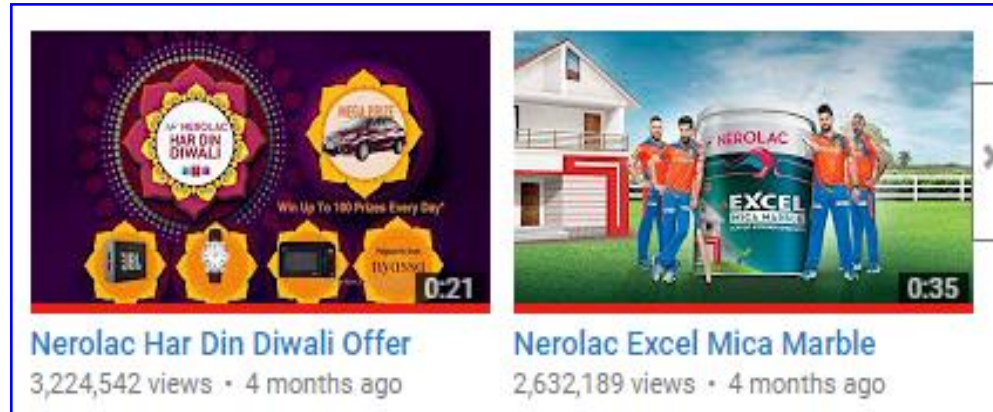 NEROLAC
HAR DIN
DIWALI
MEGA PRIZE
Win Up To 100 Prizes Every Day*
JBL
nyassa
0:21
NEROLAC
EXCEL
MICA MARBLE
0:35
Nerolac Har Din Diwali Offer
3,224,542 views • 4 months ago
Nerolac Excel Mica Marble
2,632,189 views • 4 months ago